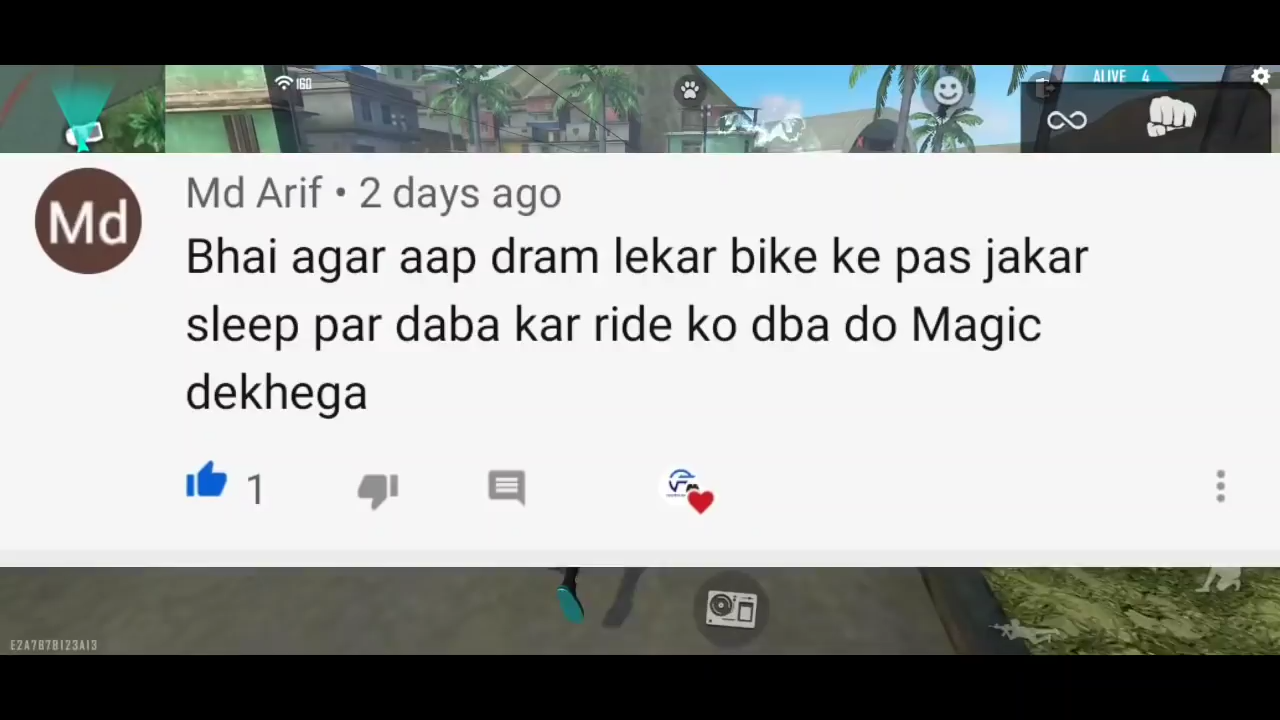 160
ALIVE 4
Md
Md Arif • 2 days ago
Bhai agar aap dram lekar bike ke pas jakar
sleep par daba kar ride ko dba do Magic
dekhega
1
E2A787B123A13